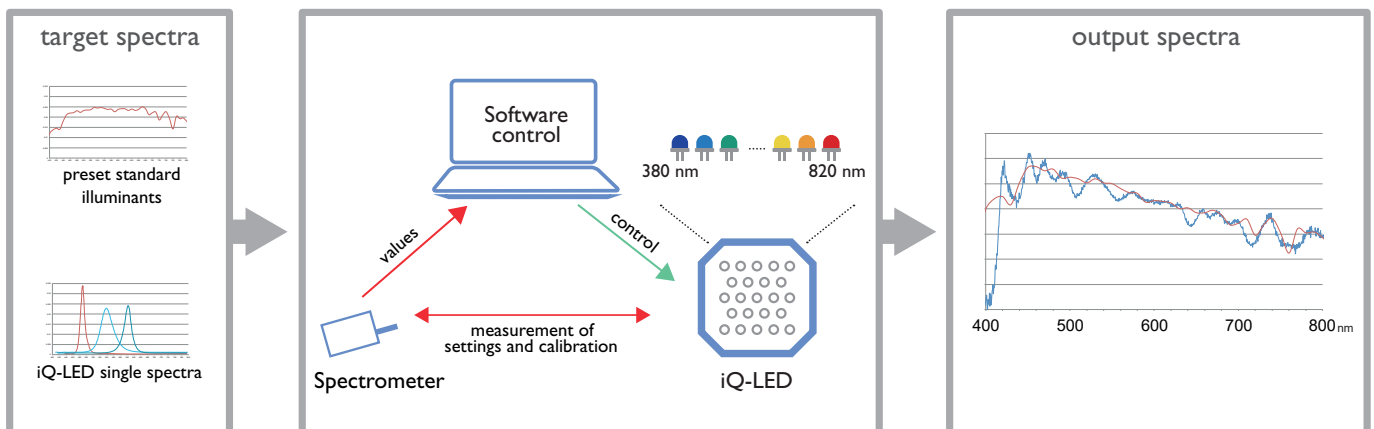 target spectra
preset standard
illuminants
iQ-LED single spectra
Software
control
380 nm
820 nm
values
control
measurement of
settings and calibration
Spectrometer
iQ-LED
output spectra
400 500 600 700 800 nm